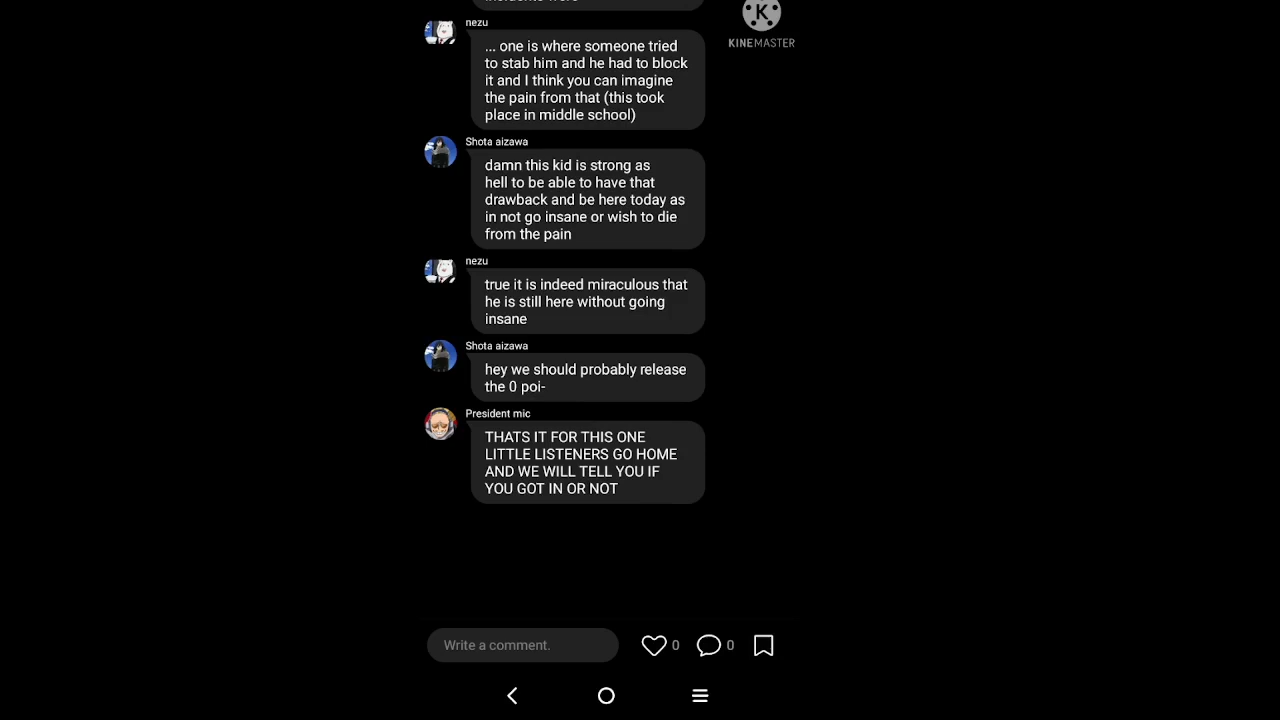 nezu
... one is where someone tried
to stab him and he had to block
it and I think you can imagine
the pain from that (this took
place in middle school)
Shota aizawa
damn this kid is strong as
hell to be able to have that
drawback and be here today as
in not go insane or wish to die
from the pain
nezu
true it is indeed miraculous that
he is still here without going
insane
Shota aizawa
hey we should probably release
the 0 poi-
President mic
THATS IT FOR THIS ONE
LITTLE LISTENERS GO HOME
AND WE WILL TELL YOU IF
YOU GOT IN OR NOT
Write a comment.
0
0
K
KINEMASTER